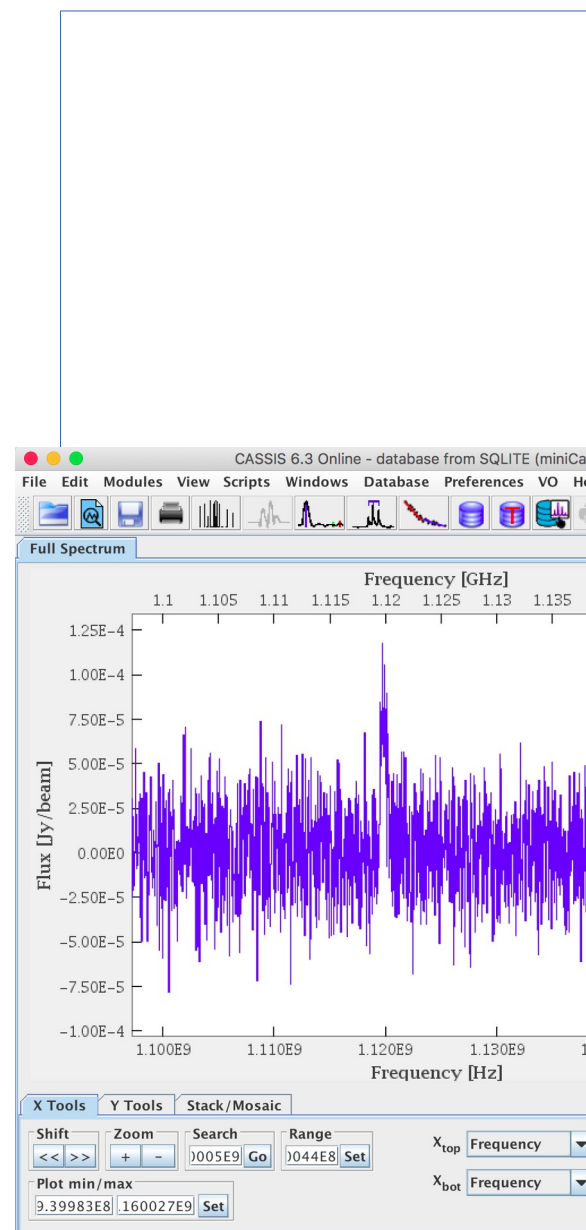 CASSIS 6.3 Online - database from SQLITE (miniCa
File Edit Modules View Scripts Windows Database Preferences VO He
Full Spectrum
Frequency [GHz]
1.1 1.105 1.11 1.115 1.12 1.125 1.13 1.135
1.25E-4
1.00E-4
7.50E-5
5.00E-5
2.50E-5
0.00E0
-2.50E-5
-5.00E-5
-7.50E-5
-1.00E-4
Flux [Jy/beam]
1.100E9 1.110E9 1.120E9 1.130E9 1
Frequency [Hz]
X Tools Y Tools Stack/Mosaic
Shift Zoom Search Range
<< >> + - )005E9 Go )044E8 Set
Xtop Frequency
Plot min/max
9.39983E8 .160027E9 Set
Xbot Frequency